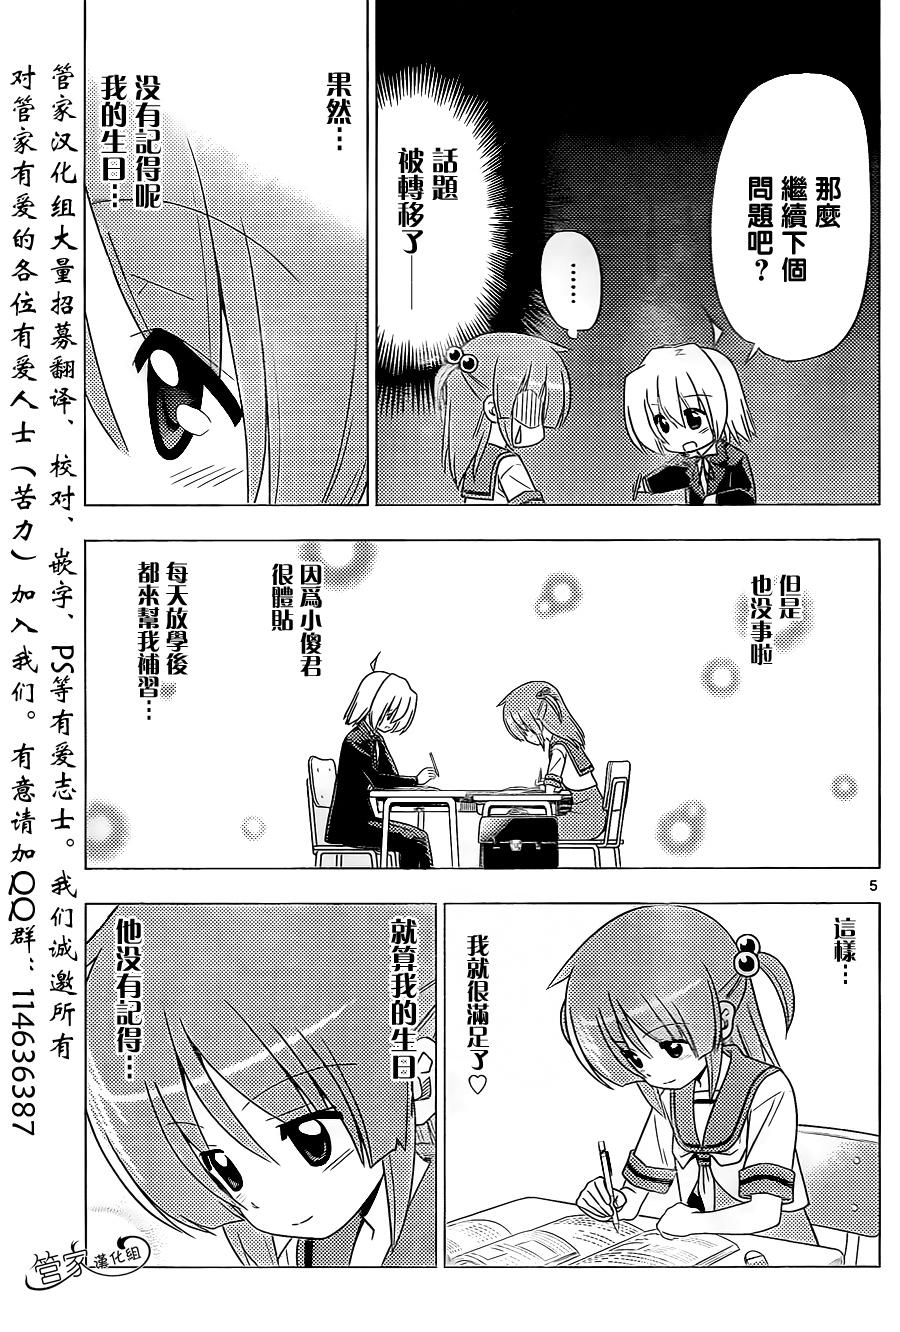 那麼
繼續下個
問題吧？
……
話題
被轉移了——
果然…
没有記得呢
我的生日…
但是
也没事啦
因爲小傻君
很體貼
每天放學後
都來幫我補習…
5
這樣…
我就很滿足了♡
就算我的生日
他没有記得…
管家汉化组大量招募翻译、校对、嵌字、PS等有爱志士。我们诚邀所有
对管家有爱的各位有爱人士（苦力）加入我们。有意请加QQ群：114636387
管家
漢化組